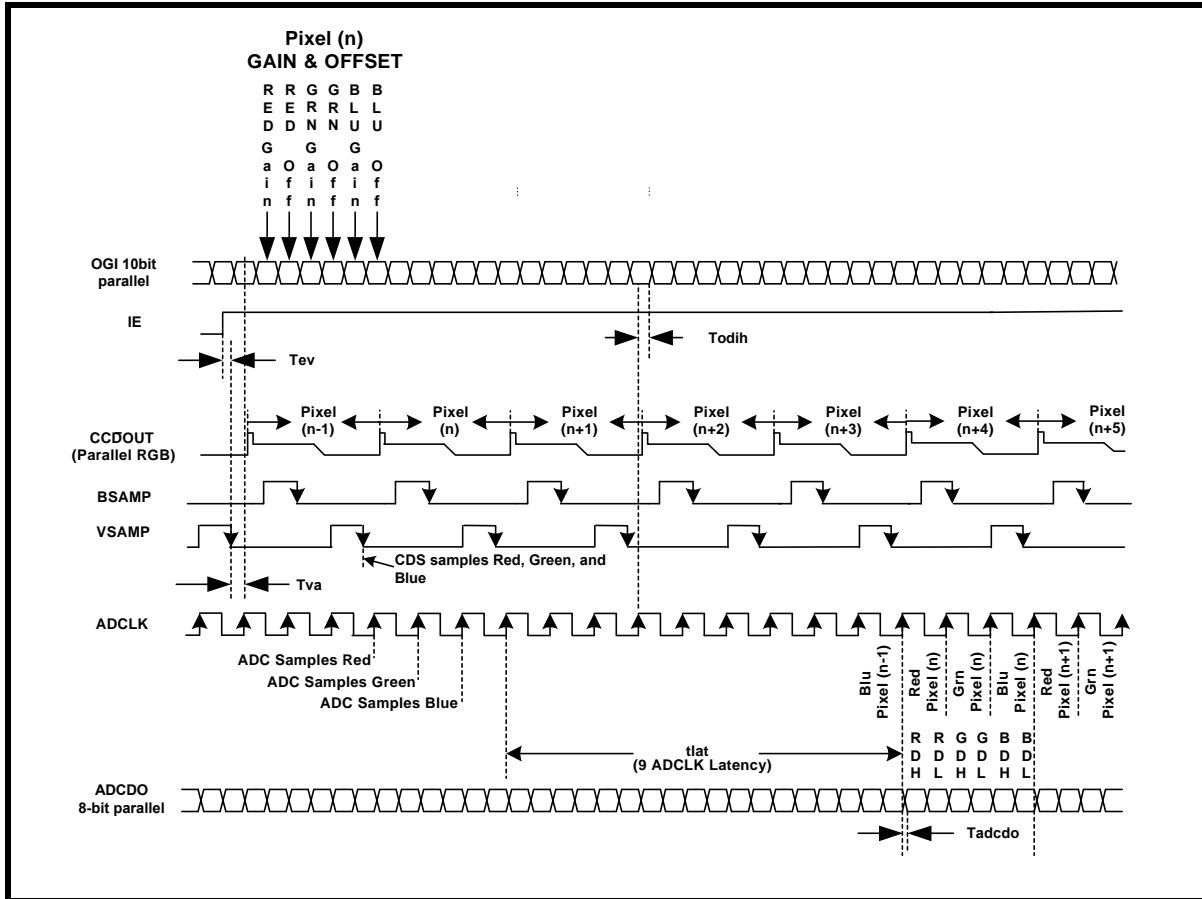 Pixel (n)
GAIN & OFFSET
RED Gain
RED Off
GRN Gain
GRN Off
BLU Gain
BLU Off
OGI 10bit
parallel
IE
Tev
Todih
Pixel
(n-1)
Pixel
(n)
Pixel
(n+1)
Pixel
(n+2)
Pixel
(n+3)
Pixel
(n+4)
Pixel
(n+5)
CCDOUT
(Parallel RGB)
BSAMP
VSAMP
CDS samples Red, Green, and
Blue
Tva
ADCLK
ADC Samples Red
ADC Samples Green
ADC Samples Blue
Blu
Pixel (n-1)
Red
Pixel (n)
Grn
Pixel (n)
Blu
Pixel (n)
Red
Pixel (n+1)
Grn
Pixel (n+1)
tlat
(9 ADCLK Latency)
RDH
RDL
GDH
GDL
BDH
BDL
ADCDO
8-bit parallel
Tadcdo